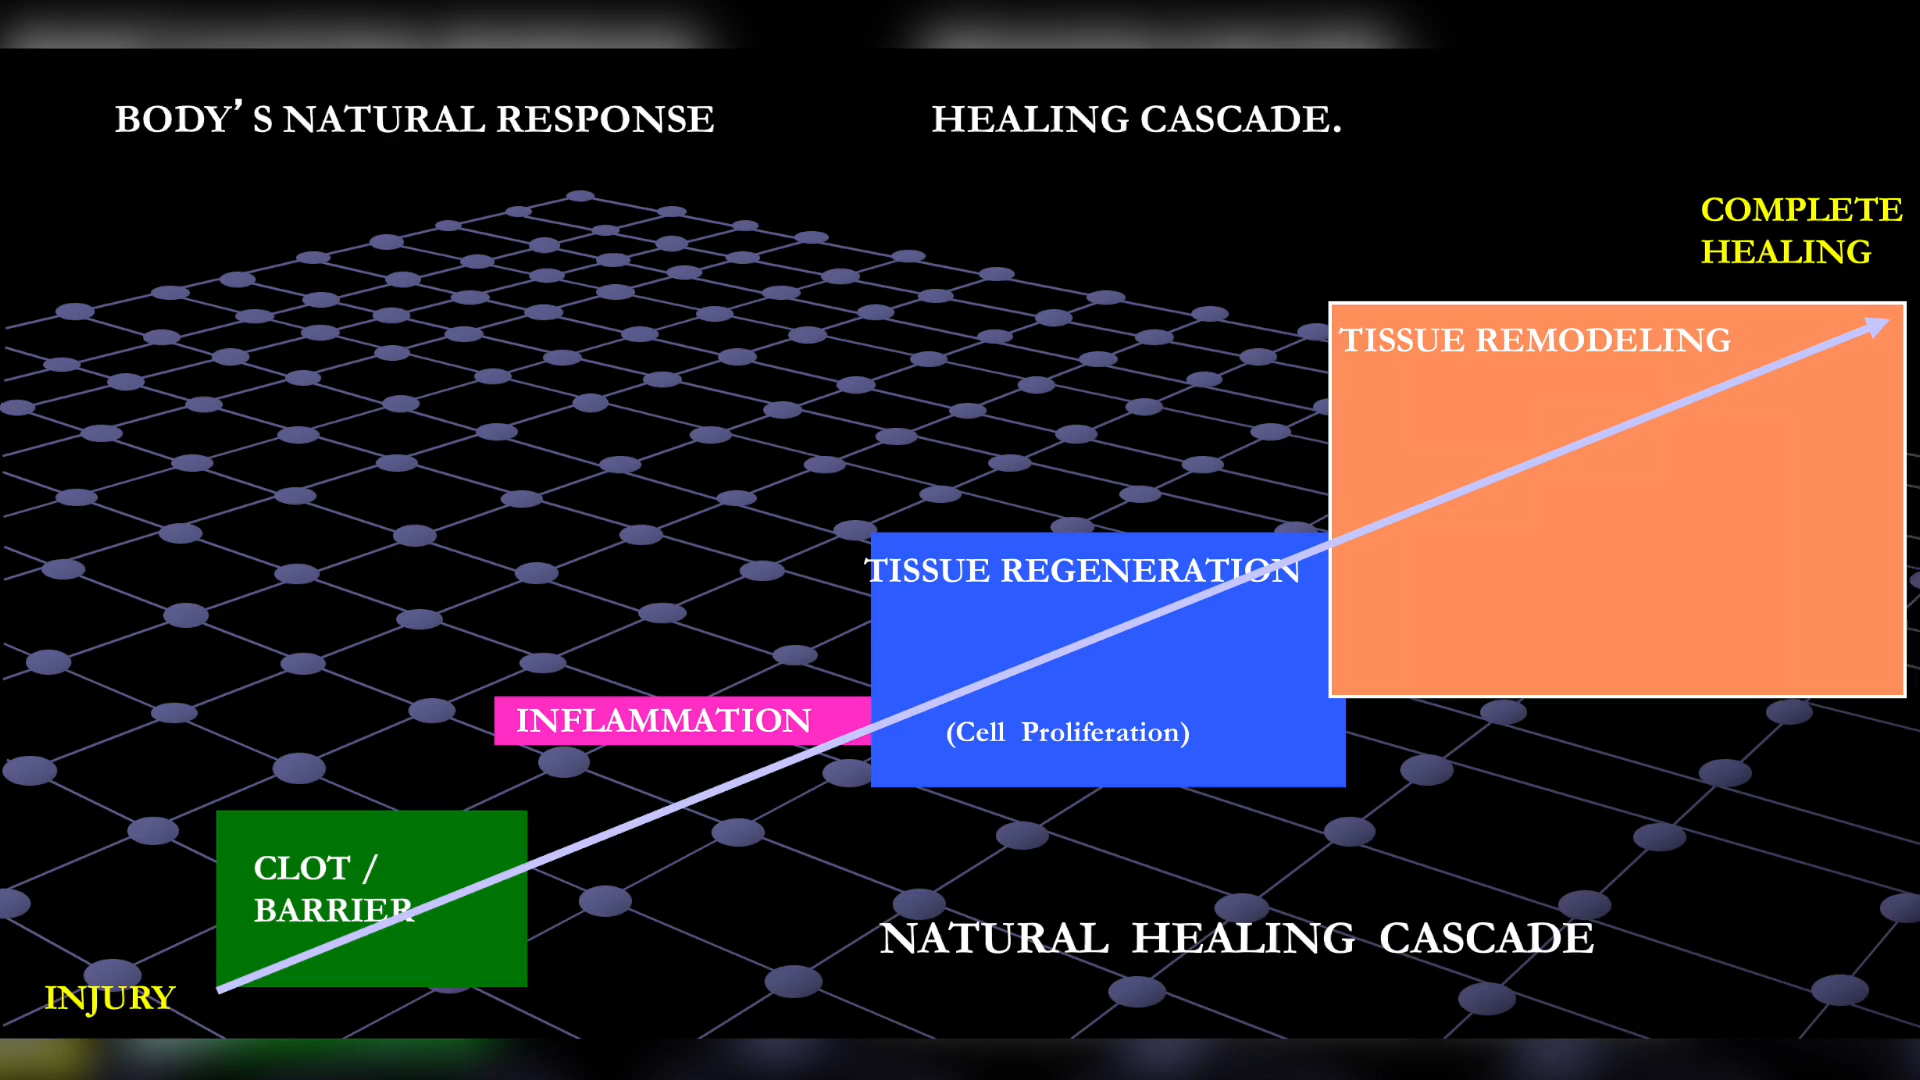 BODY’ S NATURAL RESPONSE
HEALING CASCADE.
COMPLETE
HEALING
TISSUE REMODELING
TISSUE REGENERATION
INFLAMMATION
(Cell Proliferation)
CLOT /
BARRIER
NATURAL HEALING CASCADE
INJURY